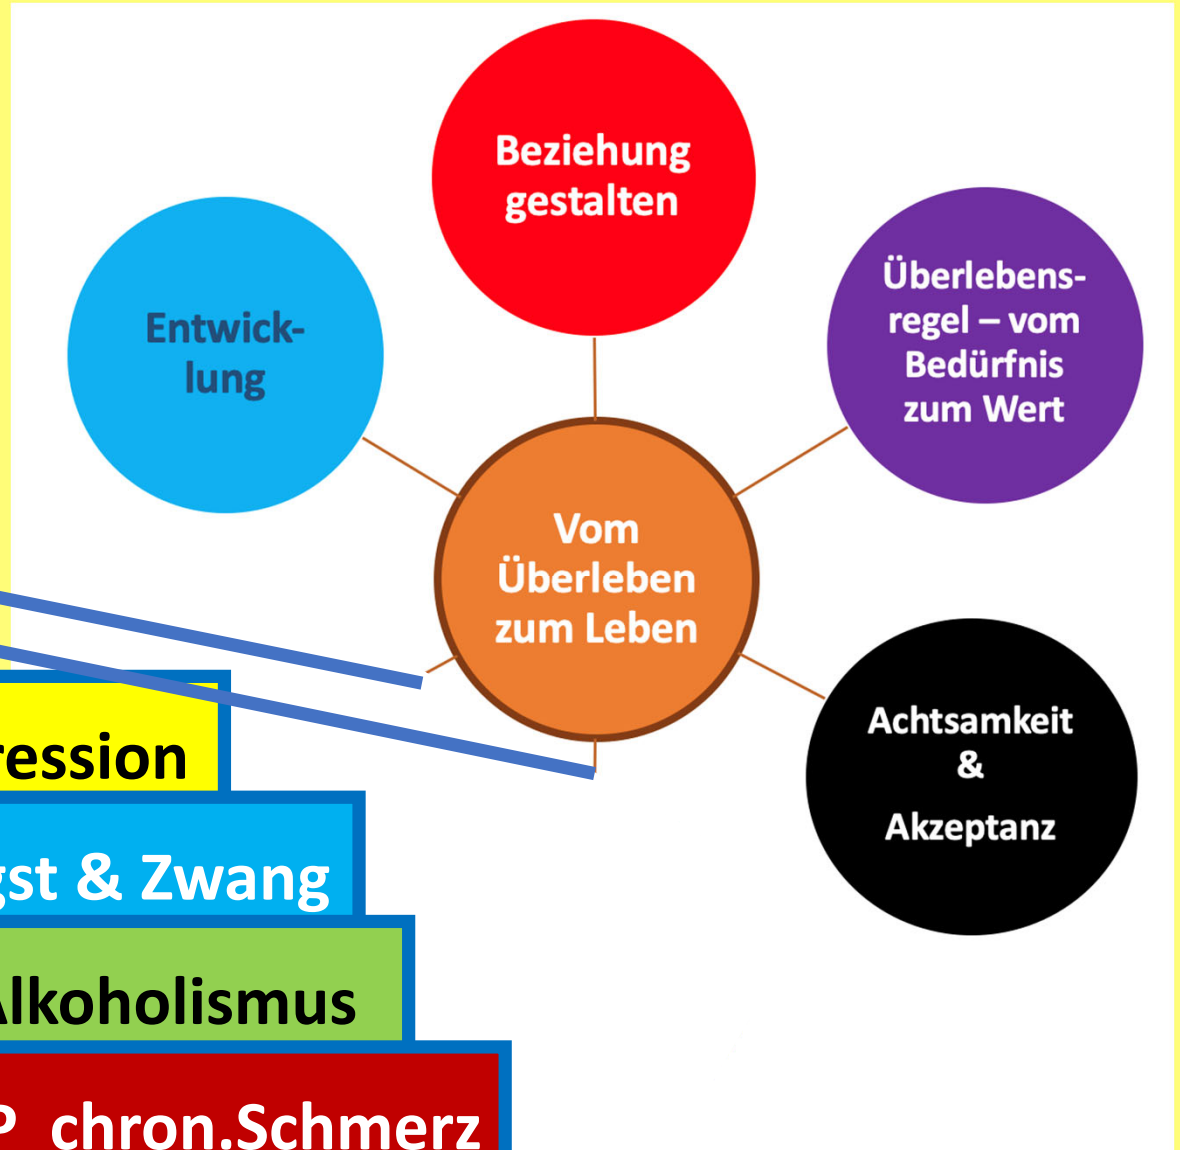 Beziehung
gestalten
Entwick-
lung
Überlebens-
regel – vom
Bedürfnis
zum Wert
Vom
Überleben
zum Leben
Achtsamkeit
&
Akzeptanz
ression
gst & Zwang
Alkoholismus
P chron.Schmerz